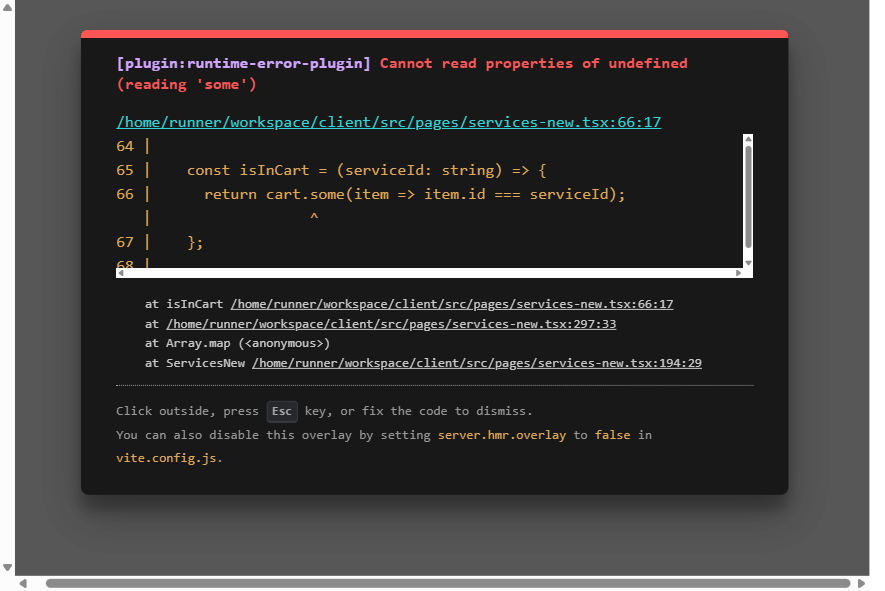 [plugin:runtime-error-plugin] Cannot read properties of undefined
(reading 'some')
/home/runner/workspace/client/src/pages/services-new.tsx:66:17
64 |
65 |    const isInCart = (serviceId: string) => {
66 |      return cart.some(item => item.id === serviceId);
   |                  ^
67 |    };
68 |
at isInCart /home/runner/workspace/client/src/pages/services-new.tsx:66:17
at /home/runner/workspace/client/src/pages/services-new.tsx:297:33
at Array.map (<anonymous>)
at ServicesNew /home/runner/workspace/client/src/pages/services-new.tsx:194:29
Click outside, press Esc key, or fix the code to dismiss.
You can also disable this overlay by setting server.hmr.overlay to false in
vite.config.js.